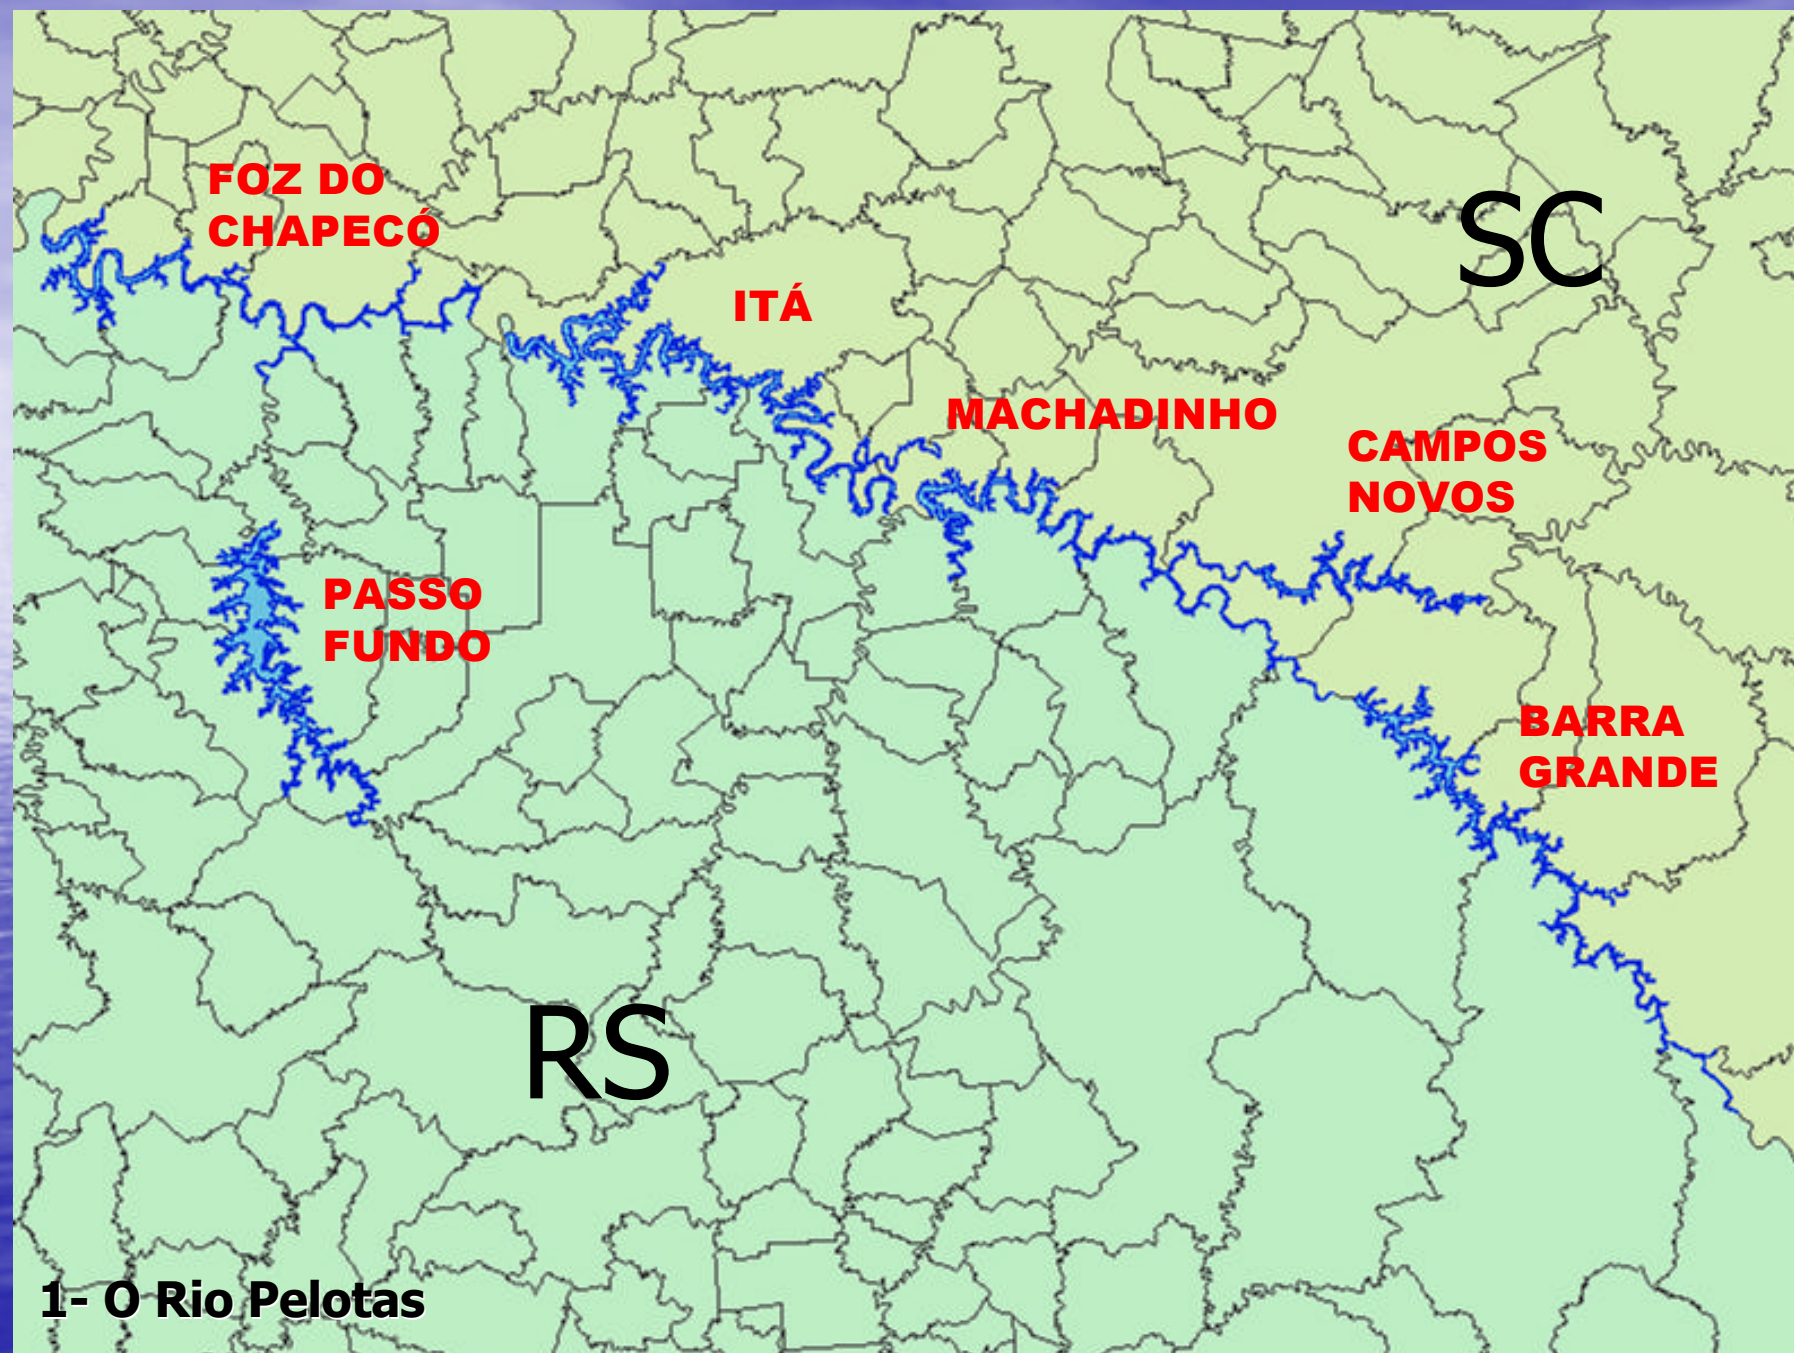 FOZ DO
CHAPECÓ
SC
ITÁ
MACHADINHO
CAMPOS
NOVOS
PASSO
FUNDO
BARRA
GRANDE
RS
1- O Rio Pelotas